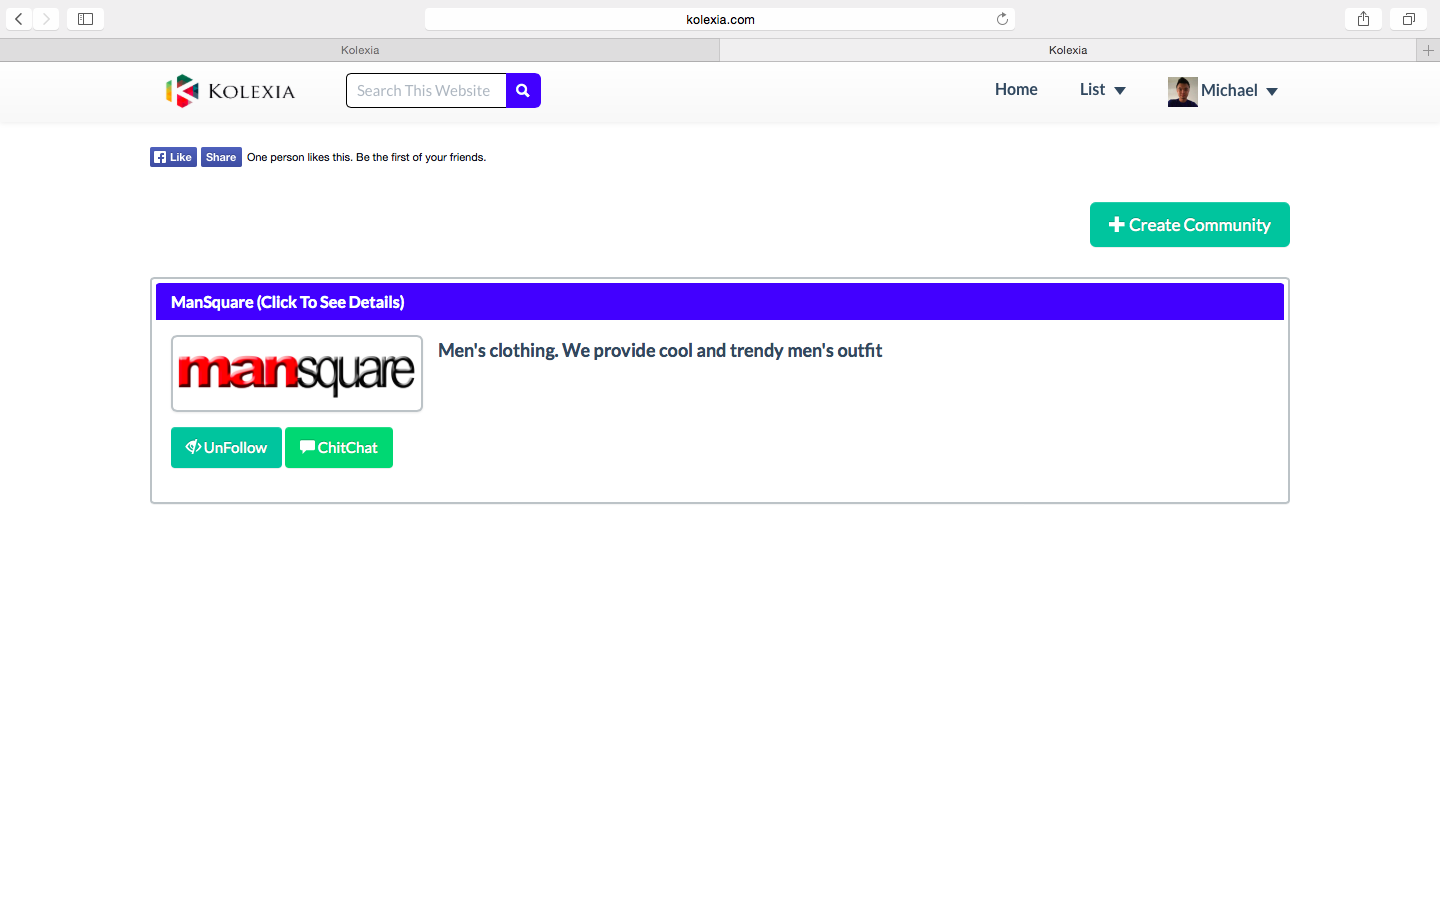 kolexia.com
Kolexia
Kolexia
KOLEXIA
Search This Website
Home
List
Michael
Like
Share
One person likes this. Be the first of your friends.
Create Community
ManSquare (Click To See Details)
mansquare
Men's clothing. We provide cool and trendy men's outfit
UnFollow
ChitChat